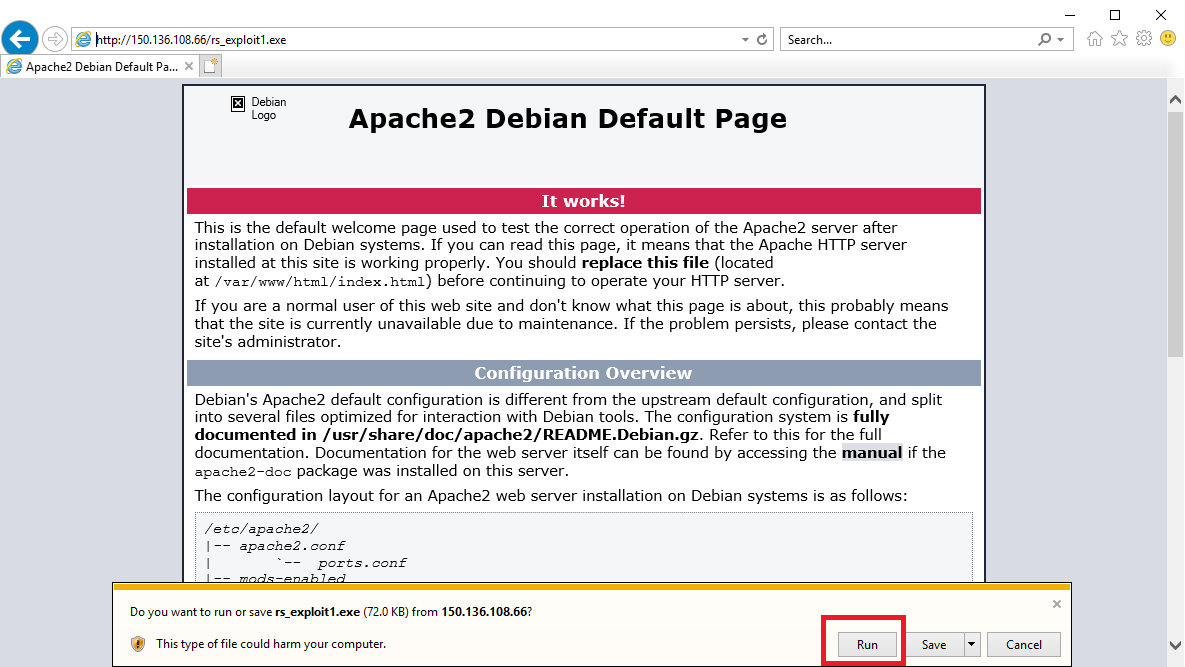 http://150.136.108.66/rs_exploit1.exe
Search...
Apache2 Debian Default Pa...
Debian
Logo
Apache2 Debian Default Page
It works!
This is the default welcome page used to test the correct operation of the Apache2 server after
installation on Debian systems. If you can read this page, it means that the Apache HTTP server
installed at this site is working properly. You should replace this file (located
at /var/www/html/index.html) before continuing to operate your HTTP server.
If you are a normal user of this web site and don't know what this page is about, this probably means
that the site is currently unavailable due to maintenance. If the problem persists, please contact the
site's administrator.
Configuration Overview
Debian's Apache2 default configuration is different from the upstream default configuration, and split
into several files optimized for interaction with Debian tools. The configuration system is fully
documented in /usr/share/doc/apache2/README.Debian.gz. Refer to this for the full
documentation. Documentation for the web server itself can be found by accessing the manual if the
apache2-doc package was installed on this server.
The configuration layout for an Apache2 web server installation on Debian systems is as follows:
/etc/apache2/
|-- apache2.conf
|       `--  ports.conf
|-- mods-enabled
Do you want to run or save rs_exploit1.exe (72.0 KB) from 150.136.108.66?
This type of file could harm your computer.
Run
Save
Cancel